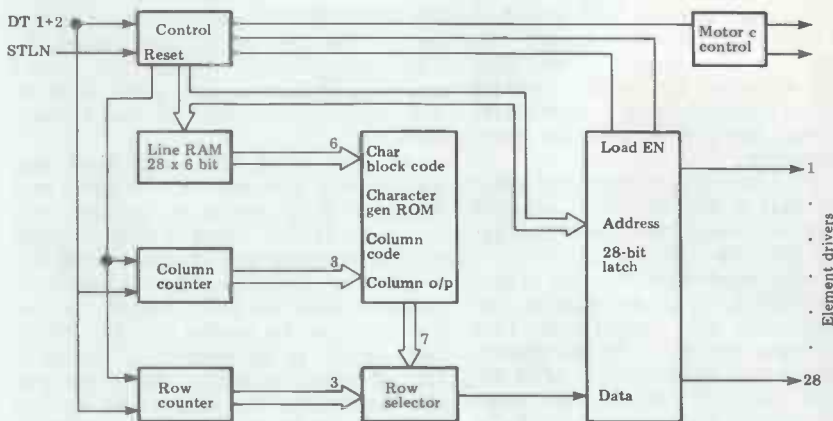 DT 1+2
STLN
Control
Reset
Motor c
control
Line RAM
28 x 6 bit
6
Char
block code
Character
gen ROM
Column
code
Column o/p
Load EN
Address
28-bit
latch
Data
1
28
Element drivers
Column
counter
3
7
Row
counter
3
Row
selector